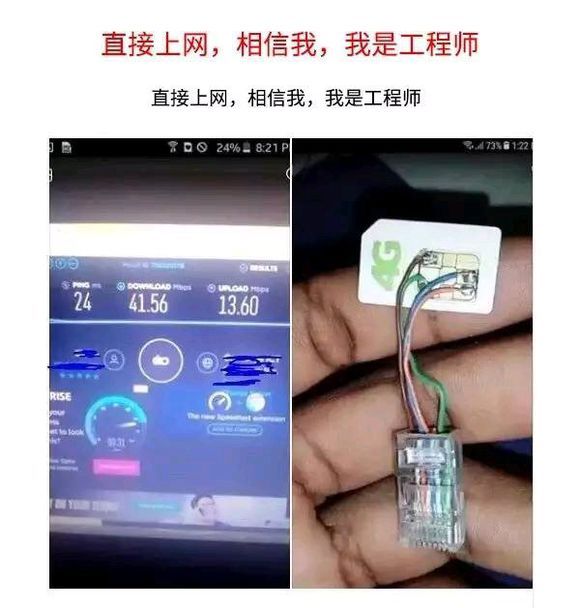 直接上网，相信我，我是工程师
直接上网，相信我，我是工程师
24% 8:21 P
73% 1:22
RESULTS
PING ms
DOWNLOAD Mbps
UPLOAD Mbps
24
41.56
13.60
4G
RISE
your
The new Speedtest extension